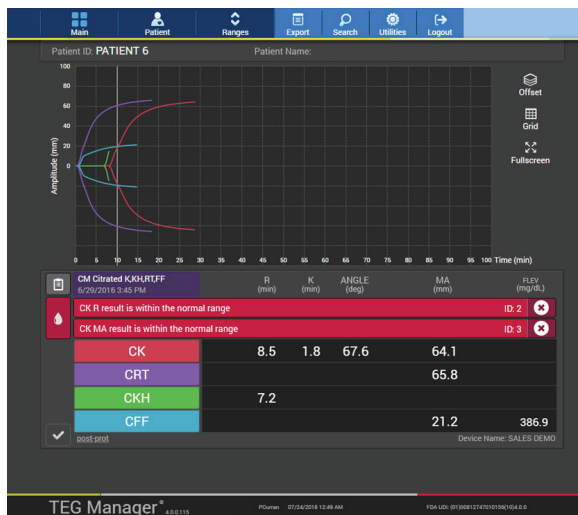 Main Patient Ranges Export Search Utilities Logout
Patient ID: PATIENT 6 Patient Name:
Offset
Grid
Fullscreen
Amplitude (mm)
100
80
60
40
20
0
0 5 10 15 20 25 30 35 40 45 50 55 60 65 70 75 80 85 90 95 100 Time (min)
CM Citrated K,KH,RT,FF
6/29/2016 3:45 PM
R K ANGLE MA FLEV
(min) (min) (deg) (mm) (mg/dL)
CK R result is within the normal range ID: 2
CK MA result is within the normal range ID: 3
CK 8.5 1.8 67.6 64.1
CRT 65.8
CKH 7.2
CFF 21.2 386.9
post-prot Device Name: SALES DEMO
TEG Manager® 4.0.0.115 PCurran 07/24/2018 12:49 AM FDA UDI: (01)00812747010156(10)4.0.0